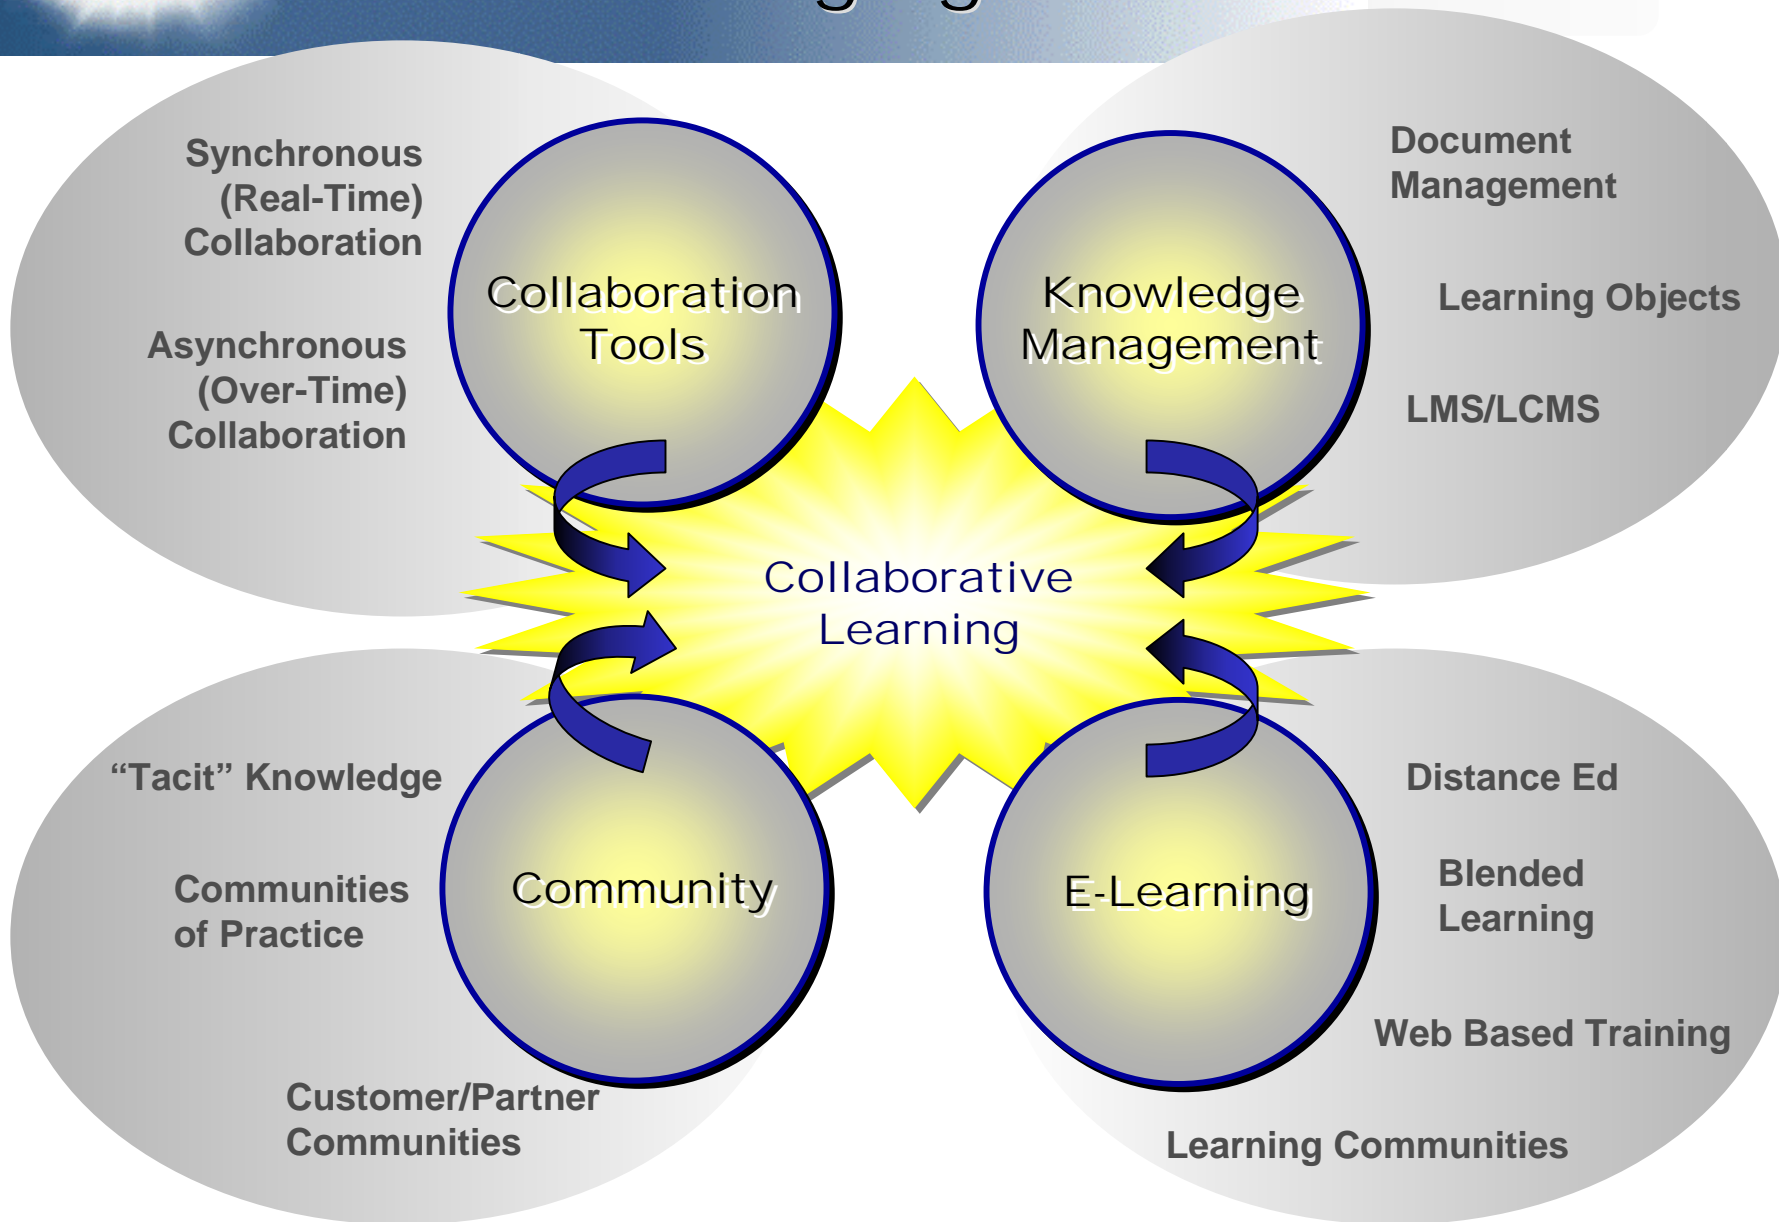 Synchronous
(Real-Time)
Collaboration
Asynchronous
(Over-Time)
Collaboration
Collaboration
Tools
Knowledge
Management
Document
Management
Learning Objects
LMS/LCMS
Collaborative
Learning
“Tacit” Knowledge
Communities
of Practice
Customer/Partner
Communities
Community
E-Learning
Distance Ed
Blended
Learning
Web Based Training
Learning Communities